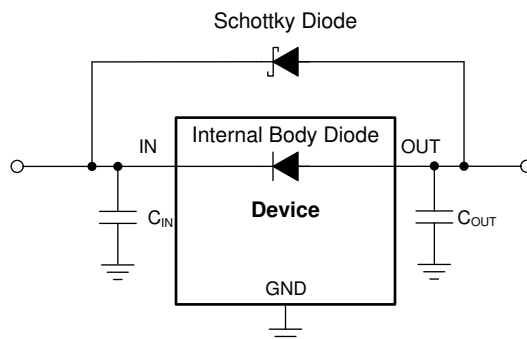 Schottky Diode
IN
Internal Body Diode
OUT
Device
CIN
COUT
GND